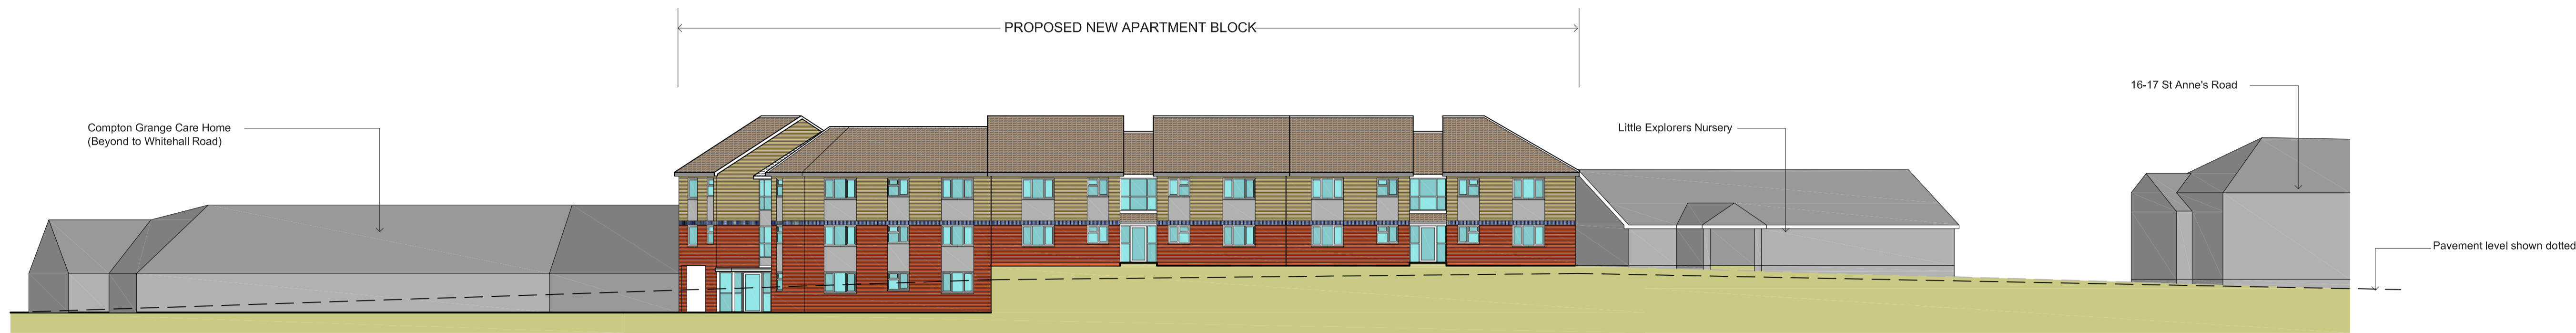 PROPOSED NEW APARTMENT BLOCK
16-17 St Anne's Road
Compton Grange Care Home
(Beyond to Whitehall Road)
Little Explorers Nursery
Pavement level shown dotted